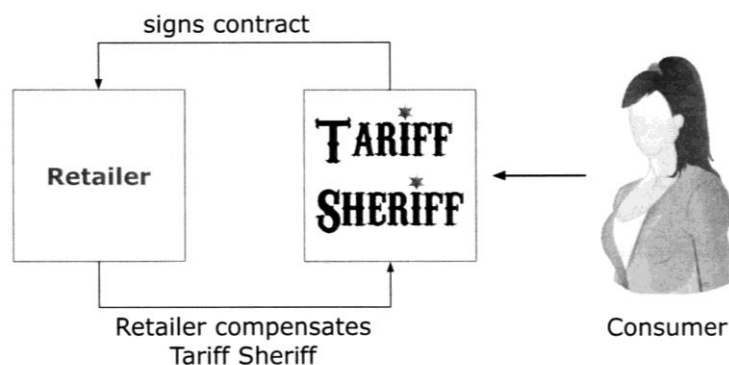 signs contract
Retailer
TARIFF
SHERIFF
Retailer compensates
Tariff Sheriff
Consumer